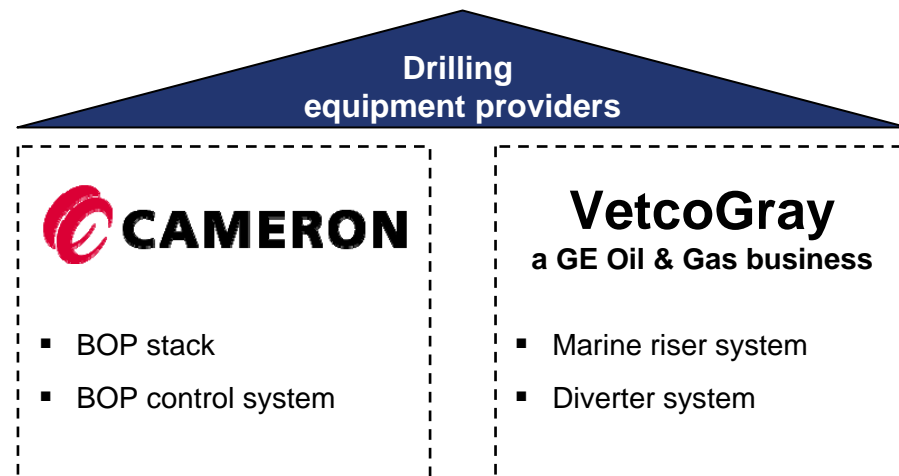 Drilling
equipment providers
CAMERON
▪ BOP stack
▪ BOP control system
VetcoGray
a GE Oil & Gas business
▪ Marine riser system
▪ Diverter system